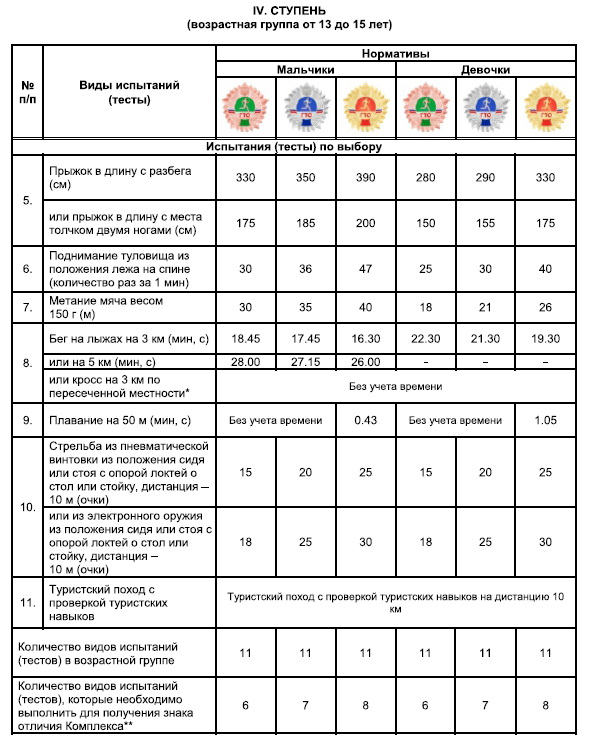 IV. СТУПЕНЬ
(возрастная группа от 13 до 15 лет)
№ п/п
Виды испытаний (тесты)
Нормативы
Мальчики Девочки
ГТО ГТО ГТО ГТО ГТО ГТО
Испытания (тесты) по выбору
5.
Прыжок в длину с разбега
(см)
330 350 390 280 290 330
или прыжок в длину с места
толчком двумя ногами (см)
175 185 200 150 155 175
6.
Поднимание туловища из
положения лежа на спине
(количество раз за 1 мин)
30 36 47 25 30 40
7.
Метание мяча весом
150 г (м)
30 35 40 18 21 26
8.
Бег на лыжах на 3 км (мин, с) 18.45 17.45 16.30 22.30 21.30 19.30
или на 5 км (мин, с) 28.00 27.15 26.00 – – –
или кросс на 3 км по
пересеченной местности*
Без учета времени
9. Плавание на 50 м (мин, с) Без учета времени 0.43 Без учета времени 1.05
10.
Стрельба из пневматической
винтовки из положения сидя
или стоя с опорой локтей о
стол или стойку, дистанция –
10 м (очки)
15 20 25 15 20 25
или из электронного оружия
из положения сидя или стоя с
опорой локтей о стол или
стойку, дистанция –
10 м (очки)
18 25 30 18 25 30
11.
Туристский поход с
проверкой туристских
навыков
Туристский поход с проверкой туристских навыков на дистанцию 10
км
Количество видов испытаний
(тестов) в возрастной группе
11 11 11 11 11 11
Количество видов испытаний
(тестов), которые необходимо
выполнить для получения знака
отличия Комплекса**
6 7 8 6 7 8